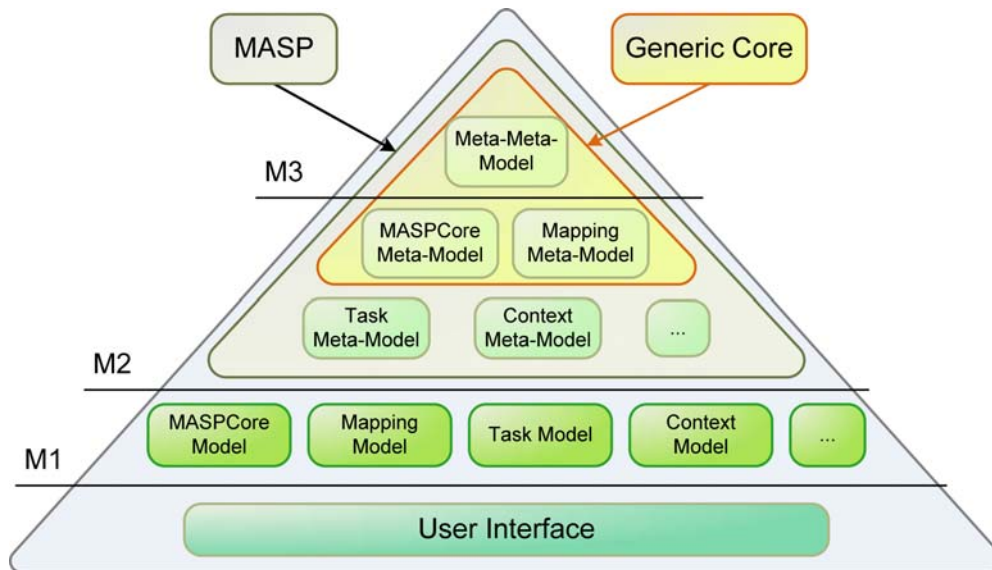 MASP
Generic Core
Meta-Meta-
Model
M3
MASPCore
Meta-Model
Mapping
Meta-Model
Task
Meta-Model
Context
Meta-Model
...
M2
MASPCore
Model
Mapping
Model
Task Model
Context
Model
...
M1
User Interface